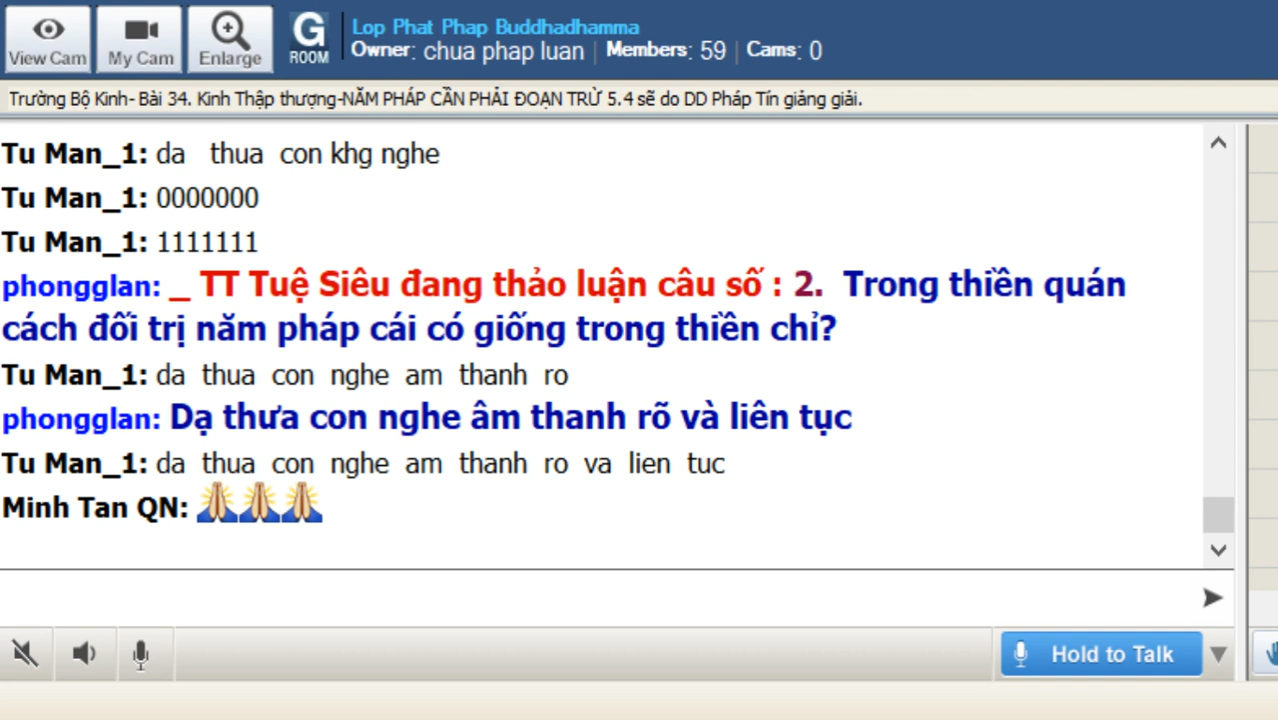 Lop Phat Phap Buddhadhamma
View Cam My Cam Enlarge G ROOM Owner: chua phap luan | Members: 59 | Cams: 0
Trường Bộ Kinh- Bài 34. Kinh Thập thượng-NĂM PHÁP CẦN PHẢI ĐOẠN TRỪ 5.4 sẽ do DD Pháp Tín giảng giải.
Tu Man_1: da thua con khg nghe
Tu Man_1: 0000000
Tu Man_1: 1111111
phongglan: _ TT Tuệ Siêu đang thảo luận câu số : 2. Trong thiền quán
cách đối trị năm pháp cái có giống trong thiền chỉ?
Tu Man_1: da thua con nghe am thanh ro
phongglan: Dạ thưa con nghe âm thanh rõ và liên tục
Tu Man_1: da thua con nghe am thanh ro va lien tuc
Minh Tan QN: 🙏🙏🙏
Hold to Talk